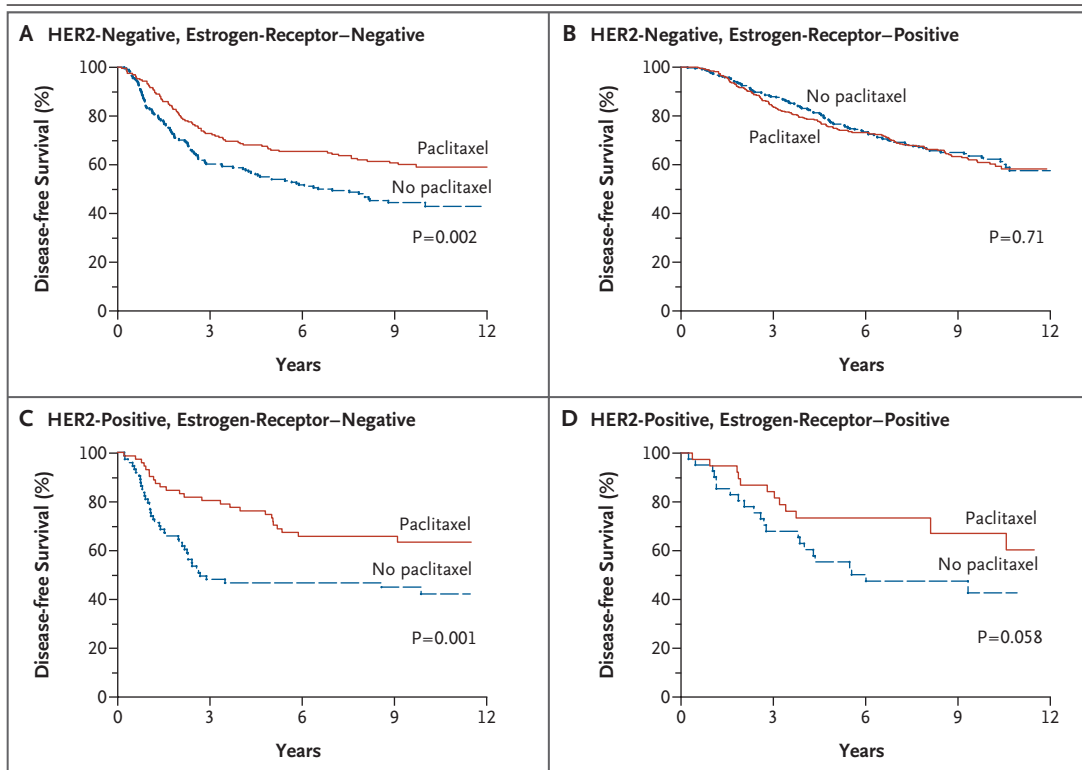 A HER2-Negative, Estrogen-Receptor–Negative
100
80
60
40
20
0
Disease-free Survival (%)
Paclitaxel
No paclitaxel
P=0.002
0 3 6 9 12
Years
B HER2-Negative, Estrogen-Receptor–Positive
100
80
60
40
20
0
Disease-free Survival (%)
No paclitaxel
Paclitaxel
P=0.71
0 3 6 9 12
Years
C HER2-Positive, Estrogen-Receptor–Negative
100
80
60
40
20
0
Disease-free Survival (%)
Paclitaxel
No paclitaxel
P=0.001
0 3 6 9 12
Years
D HER2-Positive, Estrogen-Receptor–Positive
100
80
60
40
20
0
Disease-free Survival (%)
Paclitaxel
No paclitaxel
P=0.058
0 3 6 9 12
Years